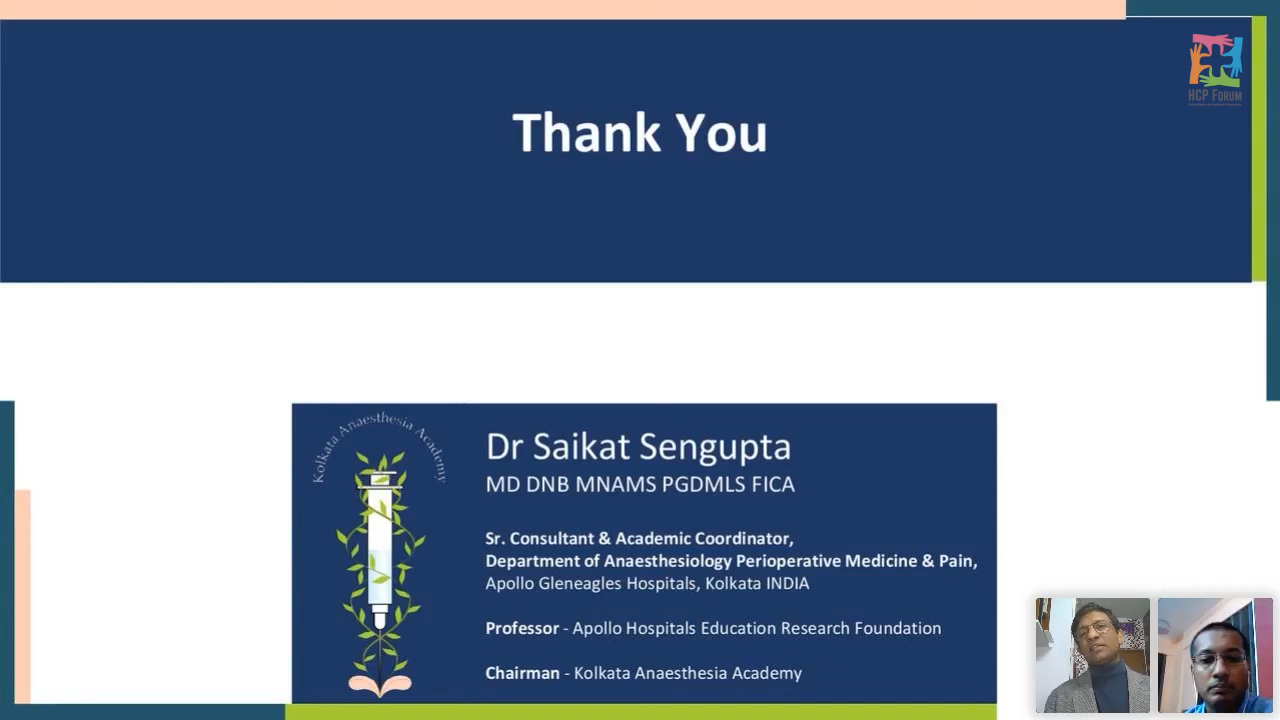 HCP FORUM
Thank You
Kolkata Anaesthesia Academy
Dr Saikat Sengupta
MD DNB MNAMS PGDMLS FICA
Sr. Consultant & Academic Coordinator,
Department of Anaesthesiology Perioperative Medicine & Pain,
Apollo Gleneagles Hospitals, Kolkata INDIA
Professor - Apollo Hospitals Education Research Foundation
Chairman - Kolkata Anaesthesia Academy